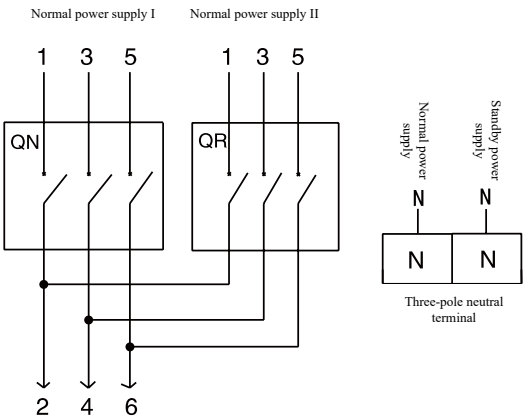 Normal power supply I
Normal power supply II
1 3 5
1 3 5
QN
QR
2 4 6
Normal power
supply
Standby power
supply
N
N
N
N
Three-pole neutral
terminal